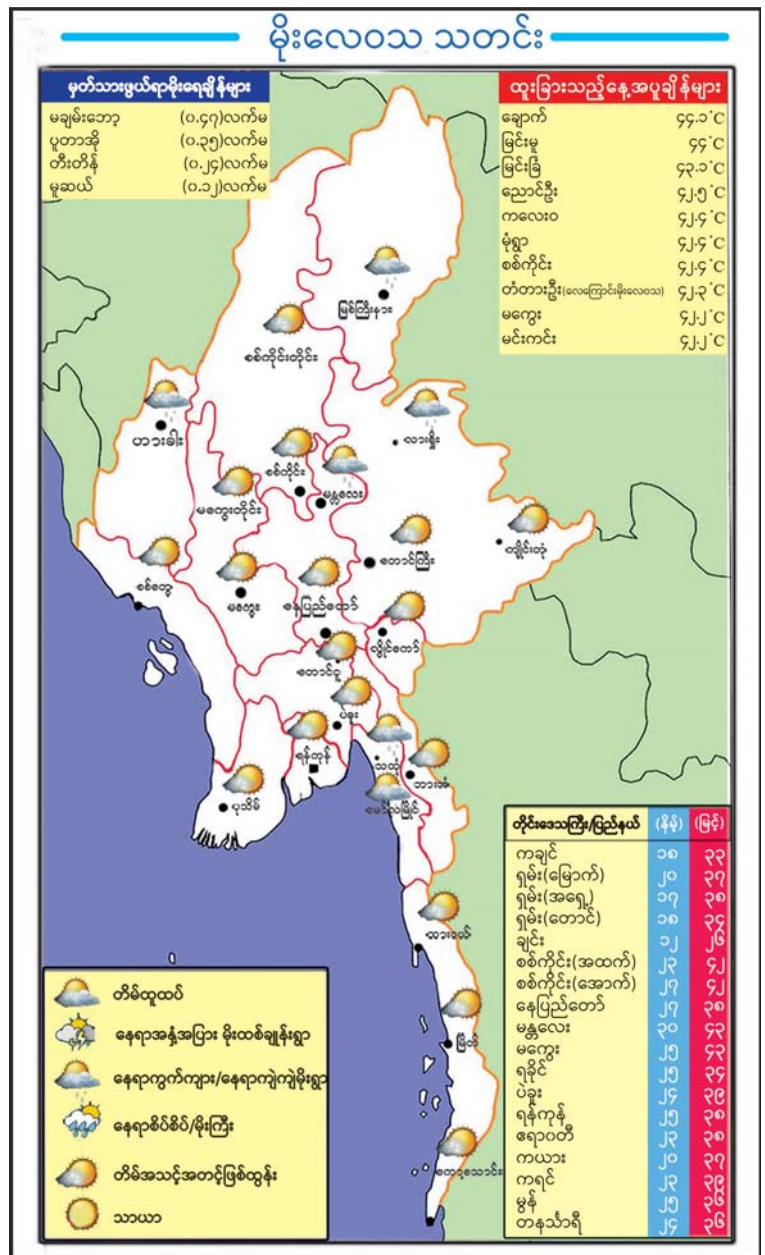 မိုးလေဝသ သတင်း
မှတ်သားဖွယ်ရာမိုးရေချိန်များ
မချမ်းဘော့ (၀.၄၇)လက်မ
ပူတာအို (၀.၃၅)လက်မ
တီးတိန် (၀.၂၄)လက်မ
မူဆယ် (၀.၁၂)လက်မ
ထူးခြားသည့်နေ့အပူချိန်များ
ချောက် ၄၄.၁°C
မြင်းမူ ၄၄°C
မြင်းခြံ ၄၃.၁°C
ညောင်ဦး ၄၂.၅°C
ကလေးဝ ၄၂.၄°C
မုံရွာ ၄၂.၄°C
စစ်ကိုင်း ၄၂.၄°C
တံတားဦး(လေကြောင်းမိုးလေဝသ) ၄၂.၃°C
မကွေး ၄၂.၂°C
မင်းကင်း ၄၂.၂°C
မြစ်ကြီးနား
စစ်ကိုင်းတိုင်း
ဟားခါး
လားရှိုး
စစ်ကိုင်း
မန္တလေး
မကွေးတိုင်း
ကျိုင်းတုံ
တောင်ကြီး
စစ်တွေ
မကွေး
နေပြည်တော်
လွိုင်ကော်
တောင်ငူ
ပဲခူး
ရန်ကုန်
သထုံ
ဘားအံ
ပုသိမ်
မော်လမြိုင်
ထားဝယ်
မြိတ်
ကော့သောင်း
တိုင်းဒေသကြီး/ပြည်နယ် (နိမ့်) (မြင့်)
ကချင် ၁၈ ၃၃
ရှမ်း(မြောက်) ၂၀ ၃၇
ရှမ်း(အရှေ့) ၁၇ ၃၈
ရှမ်း(တောင်) ၁၈ ၃၄
ချင်း ၁၂ ၂၆
စစ်ကိုင်း(အထက်) ၂၃ ၄၂
စစ်ကိုင်း(အောက်) ၂၇ ၄၂
နေပြည်တော် ၂၇ ၃၈
မန္တလေး ၃၀ ၄၃
မကွေး ၂၅ ၄၃
ရခိုင် ၂၅ ၃၄
ပဲခူး ၂၄ ၃၉
ရန်ကုန် ၂၅ ၃၈
ဧရာဝတီ ၂၃ ၃၈
ကယား ၂၀ ၃၇
ကရင် ၂၃ ၃၉
မွန် ၂၅ ၃၆
တနင်္သာရီ ၂၄ ၃၆
တိမ်ထူထပ်
နေရာအနှံ့အပြား မိုးထစ်ချုန်းရွာ
နေရာကွက်ကျား/နေရာကျဲကျဲမိုးရွာ
နေရာစိပ်စိပ်/မိုးကြီး
တိမ်အသင့်အတင့်ဖြစ်ထွန်း
သာယာ